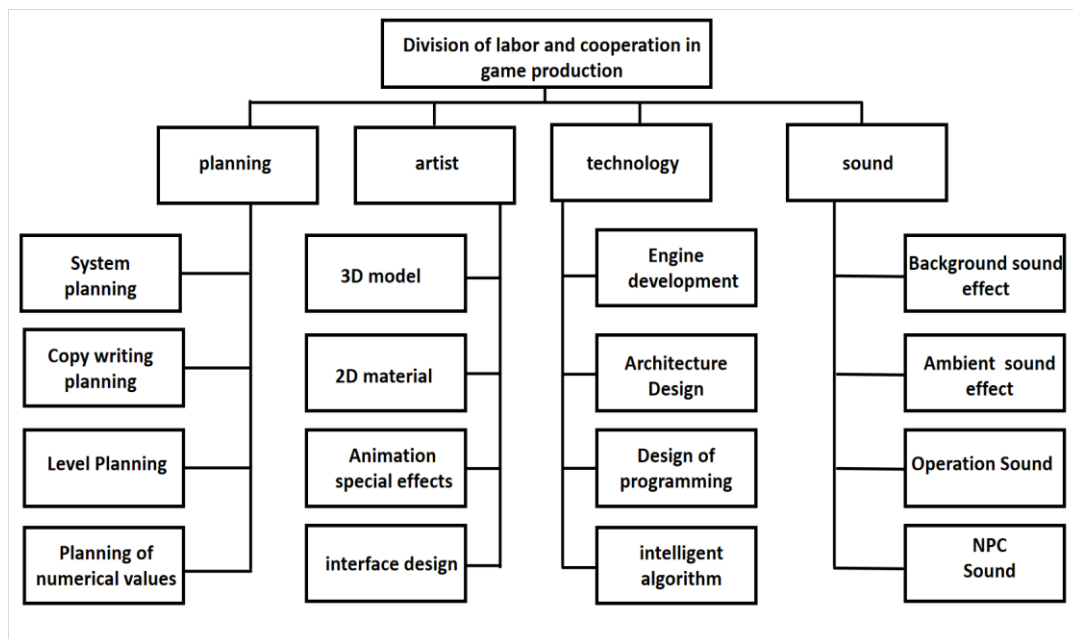 Division of labor and cooperation in
game production
planning
artist
technology
sound
System
planning
Copy writing
planning
Level Planning
Planning of
numerical values
3D model
2D material
Animation
special effects
interface design
Engine
development
Architecture
Design
Design of
programming
intelligent
algorithm
Background sound
effect
Ambient sound
effect
Operation Sound
NPC
Sound